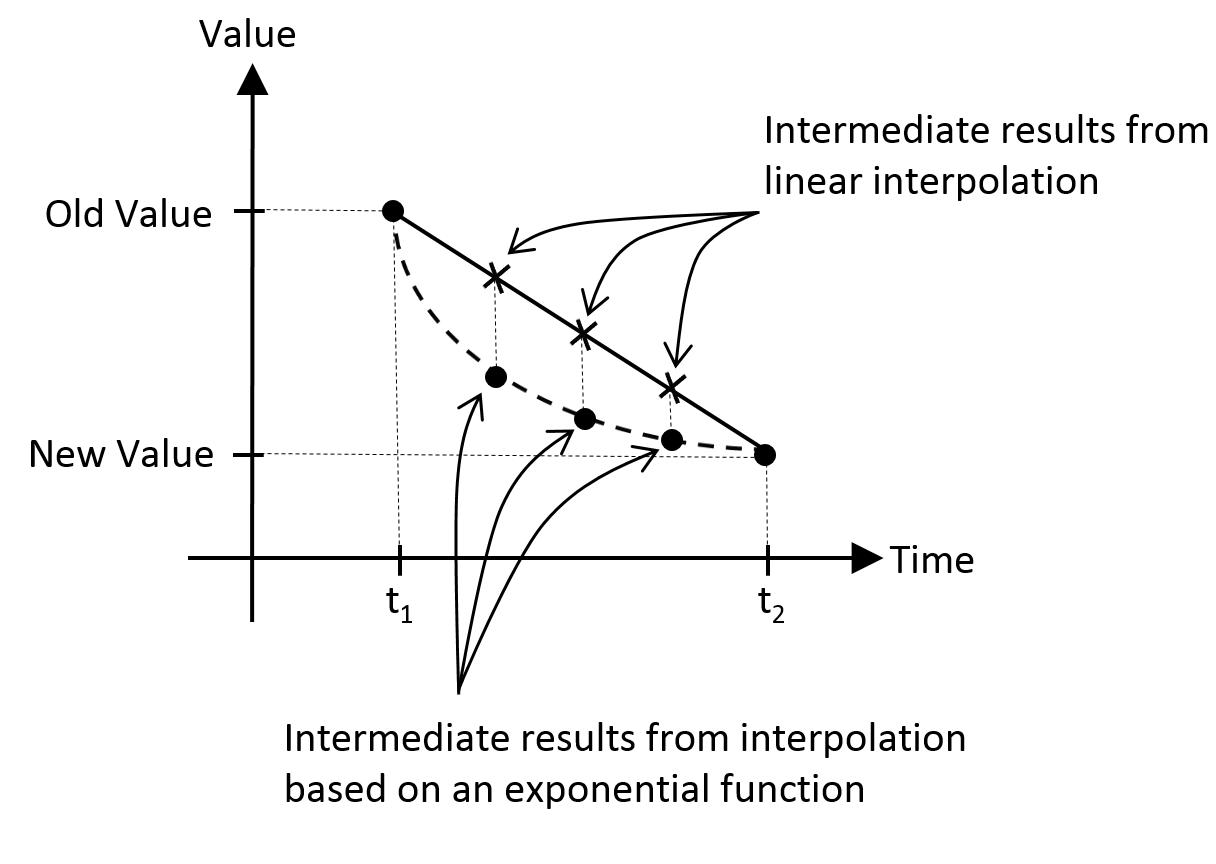 Value
Intermediate results from
linear interpolation
Old Value
New Value
Time
t₁
t₂
Intermediate results from interpolation
based on an exponential function